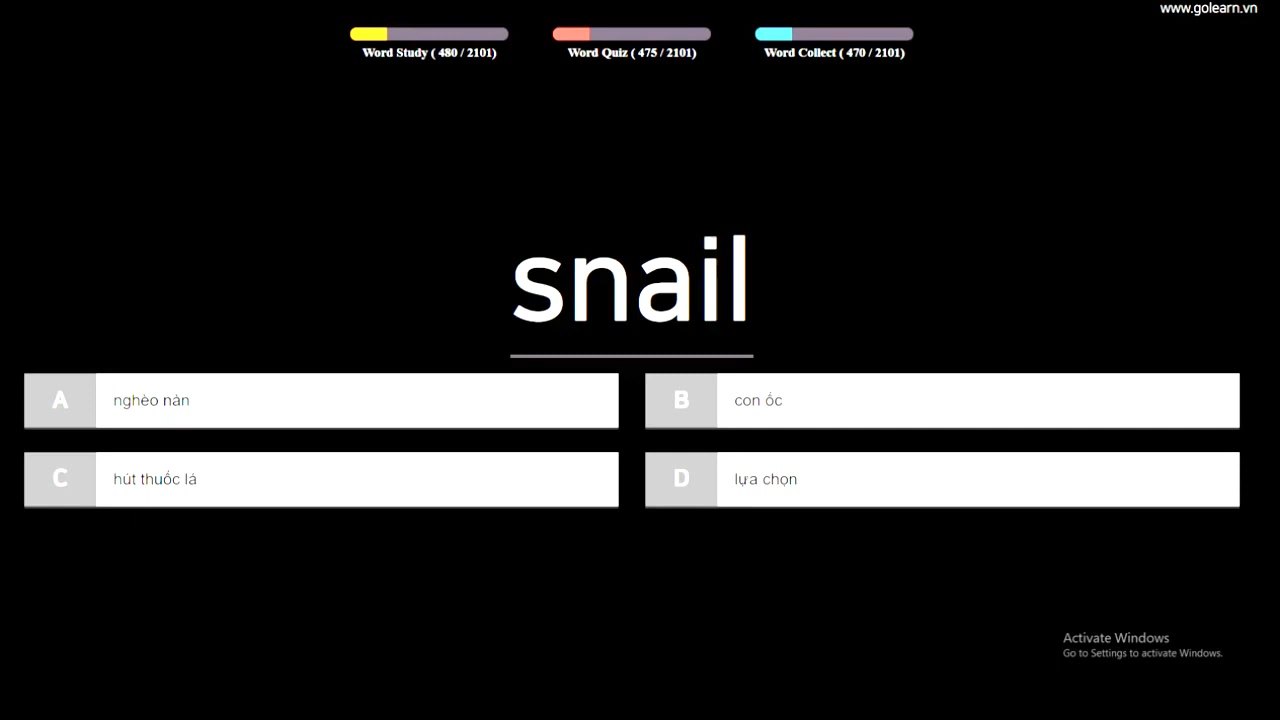 www.golearn.vn
Word Study ( 480 / 2101)
Word Quiz ( 475 / 2101)
Word Collect ( 470 / 2101)
snail
A nghèo nàn
B con ốc
C hút thuốc lá
D lựa chọn
Activate Windows
Go to Settings to activate Windows.